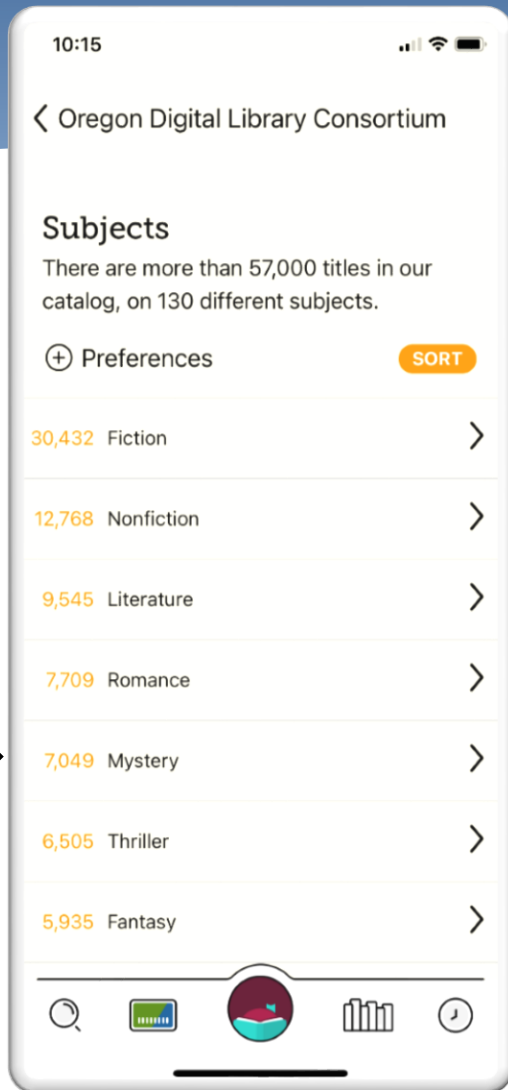 10:15
Oregon Digital Library Consortium
Subjects
There are more than 57,000 titles in our
catalog, on 130 different subjects.
Preferences
SORT
30,432 Fiction
12,768 Nonfiction
9,545 Literature
7,709 Romance
7,049 Mystery
6,505 Thriller
5,935 Fantasy